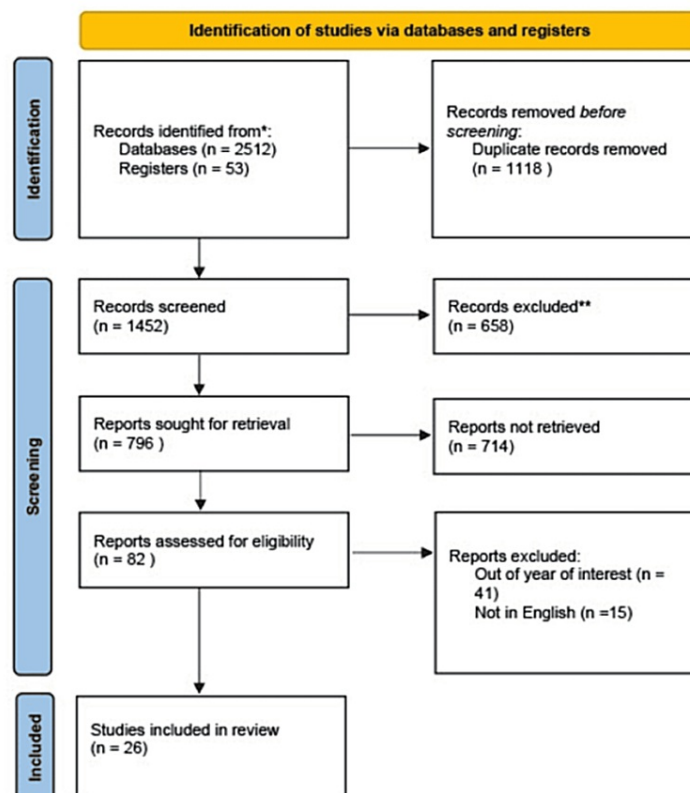 Identification of studies via databases and registers
Identification
Records identified from*:
Databases (n = 2512)
Registers (n = 53)
Records removed before
screening:
Duplicate records removed
(n = 1118 )
Screening
Records screened
(n = 1452)
Records excluded**
(n = 658)
Reports sought for retrieval
(n = 796 )
Reports not retrieved
(n = 714)
Reports assessed for eligibility
(n = 82 )
Reports excluded:
Out of year of interest (n =
41)
Not in English (n =15)
Included
Studies included in review
(n = 26)